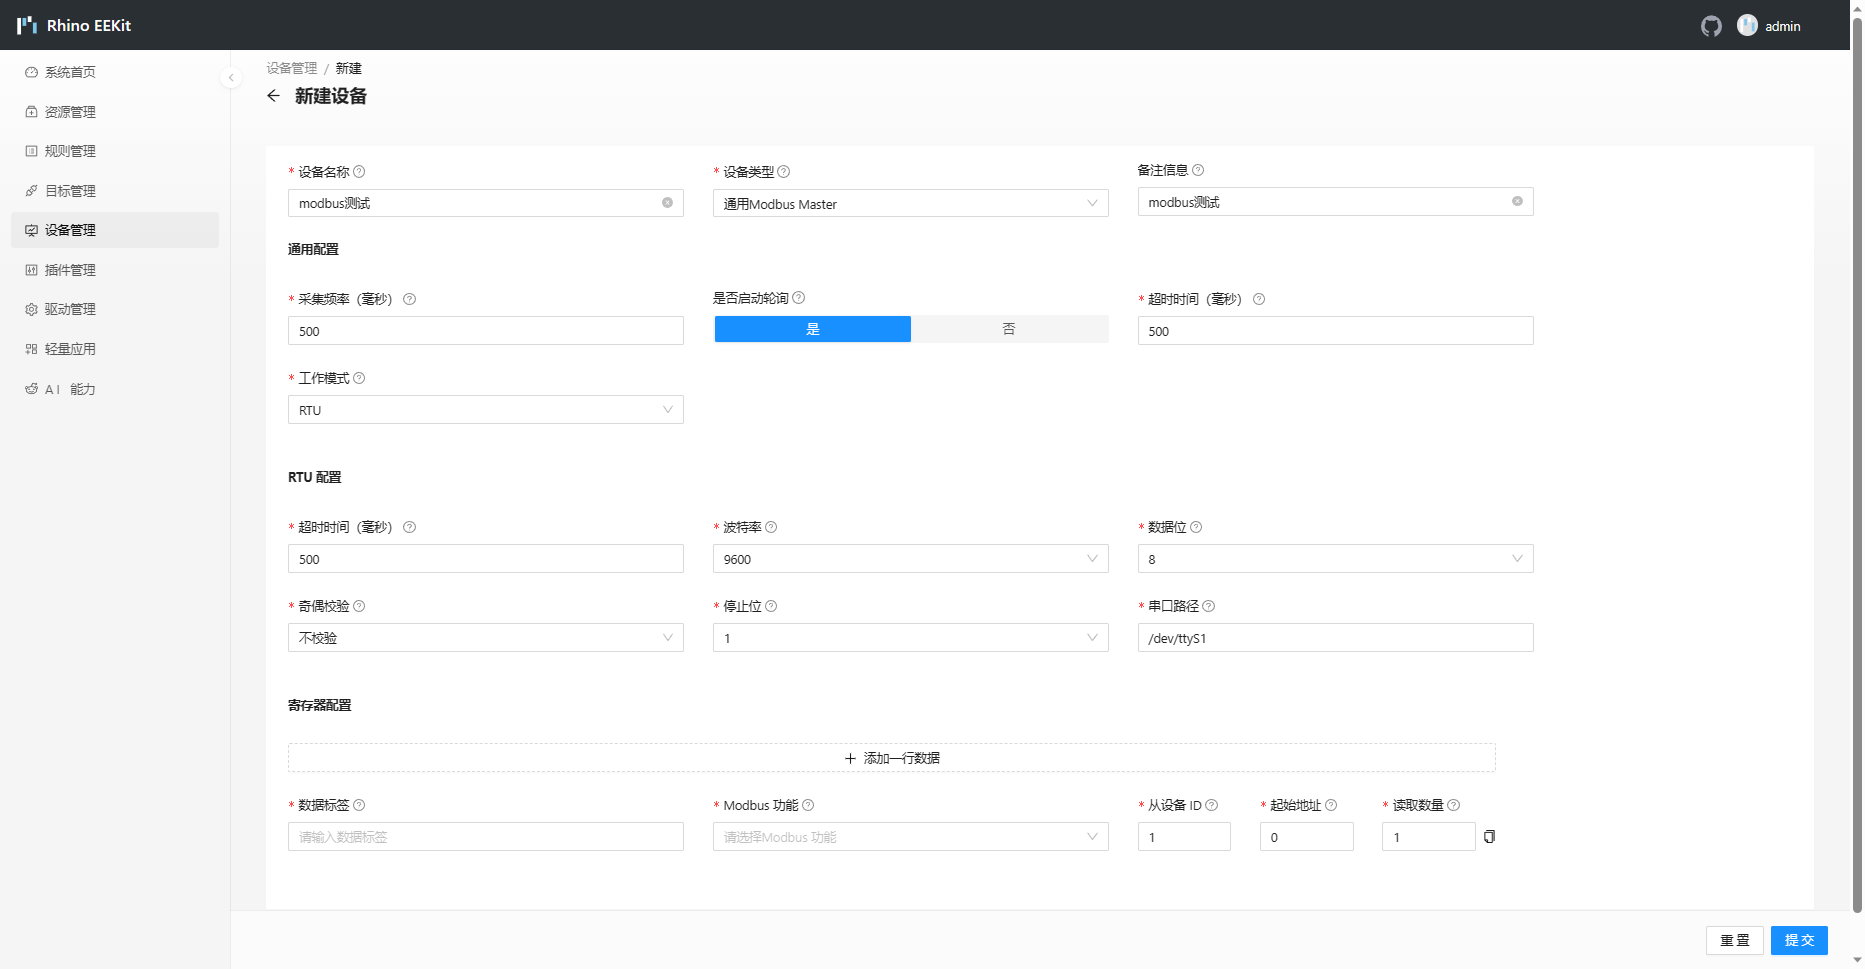 Rhino EEKit
admin
系统首页
资源管理
规则管理
目标管理
设备管理
插件管理
驱动管理
轻量应用
AI 能力
设备管理 / 新建
新建设备
* 设备名称
modbus测试
* 设备类型
通用Modbus Master
备注信息
modbus测试
通用配置
* 采集频率（毫秒）
500
是否启动轮询
是 否
* 超时时间（毫秒）
500
* 工作模式
RTU
RTU 配置
* 超时时间（毫秒）
500
* 波特率
9600
* 数据位
8
* 奇偶校验
不校验
* 停止位
1
* 串口路径
/dev/ttyS1
寄存器配置
添加一行数据
* 数据标签
请输入数据标签
* Modbus 功能
请选择Modbus 功能
* 从设备 ID
1
* 起始地址
0
* 读取数量
1
重 置
提 交